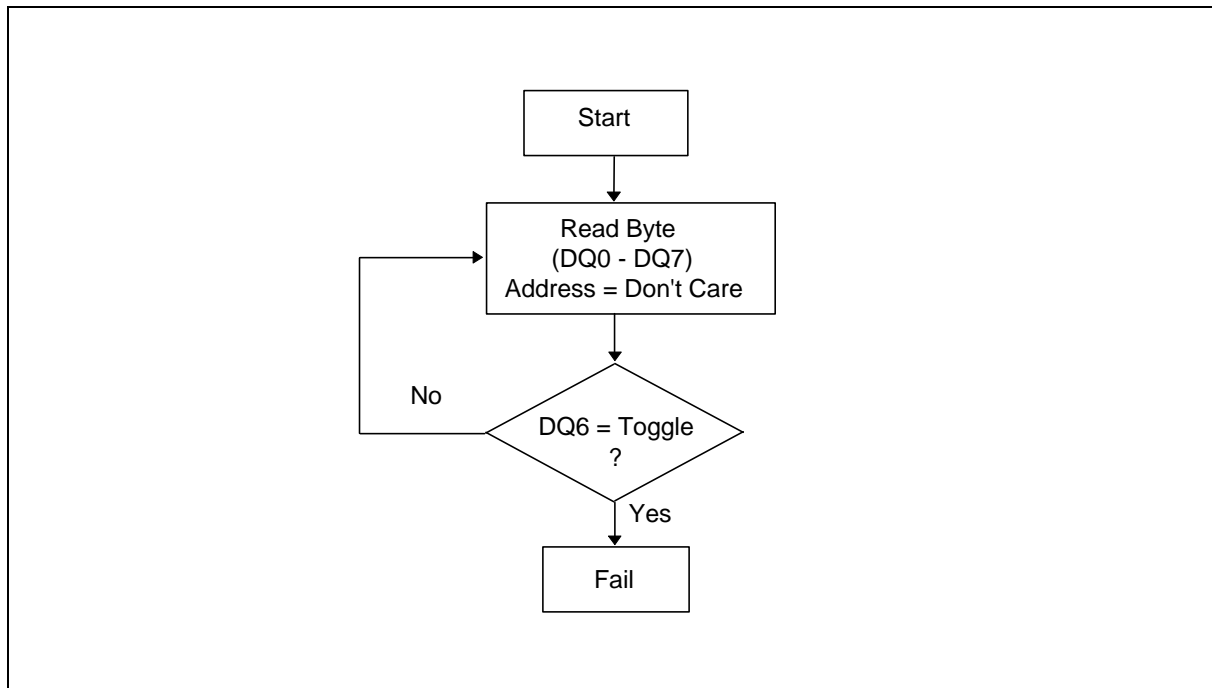 Start
Read Byte
(DQ0 - DQ7)
Address = Don't Care
No
DQ6 = Toggle
?
Yes
Fail